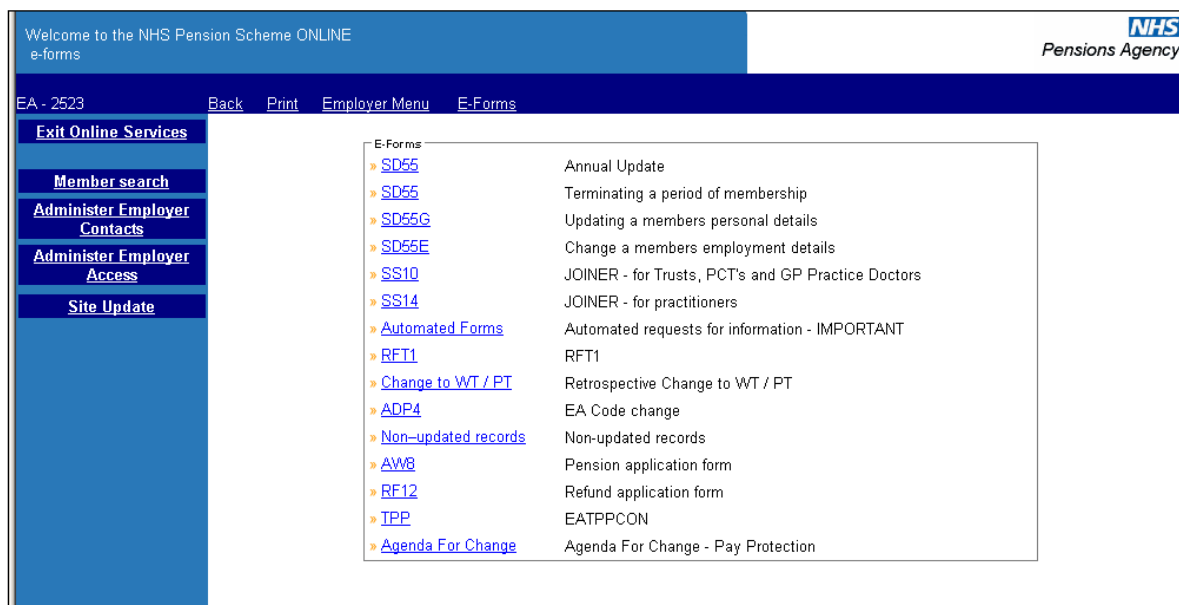 Welcome to the NHS Pension Scheme ONLINE
e-forms
NHS
Pensions Agency
EA - 2523 Back Print Employer Menu E-Forms
Exit Online Services
Member search
Administer Employer
Contacts
Administer Employer
Access
Site Update
E-Forms
» SD55 Annual Update
» SD55 Terminating a period of membership
» SD55G Updating a members personal details
» SD55E Change a members employment details
» SS10 JOINER - for Trusts, PCT's and GP Practice Doctors
» SS14 JOINER - for practitioners
» Automated Forms Automated requests for information - IMPORTANT
» RFT1 RFT1
» Change to WT / PT Retrospective Change to WT / PT
» ADP4 EA Code change
» Non–updated records Non-updated records
» AW8 Pension application form
» RF12 Refund application form
» TPP EATPPCON
» Agenda For Change Agenda For Change - Pay Protection